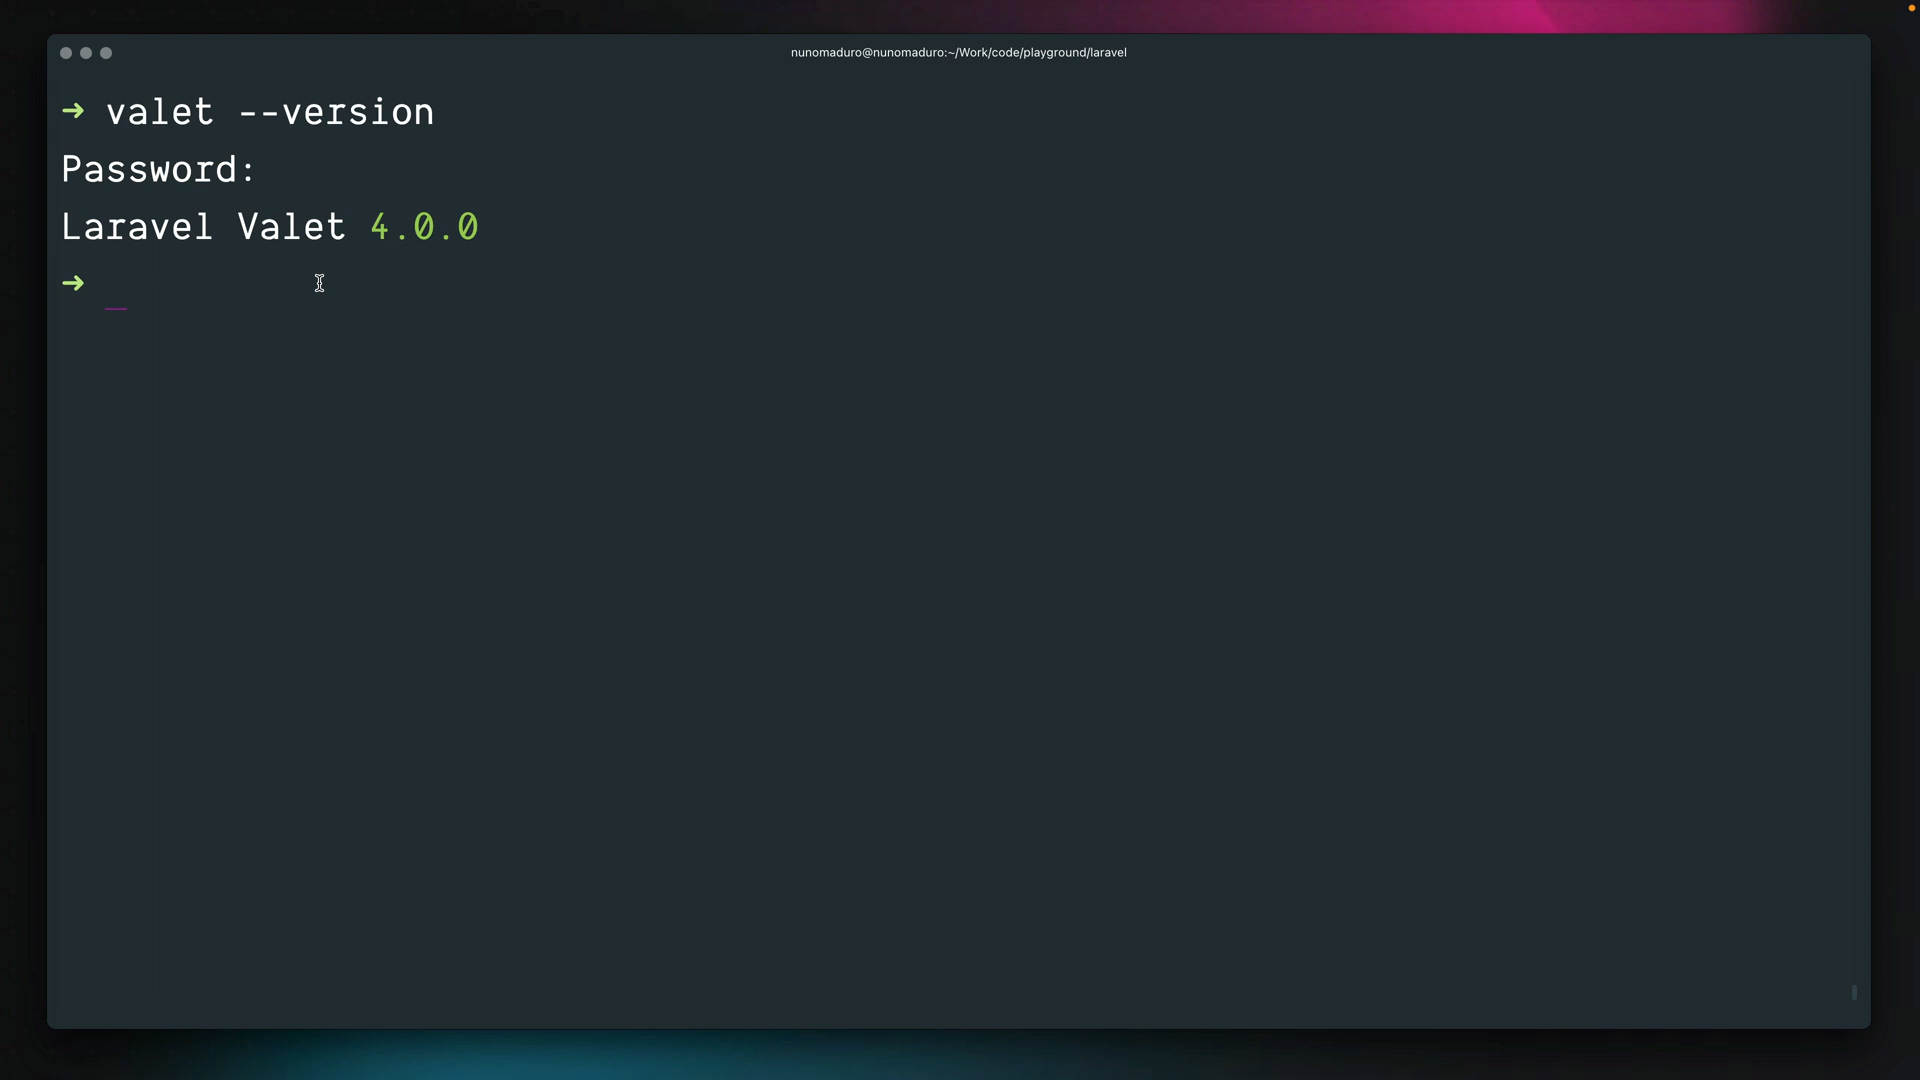 nunomaduro@nunomaduro:~/Work/code/playground/laravel
➜ valet --version
Password:
Laravel Valet 4.0.0
➜